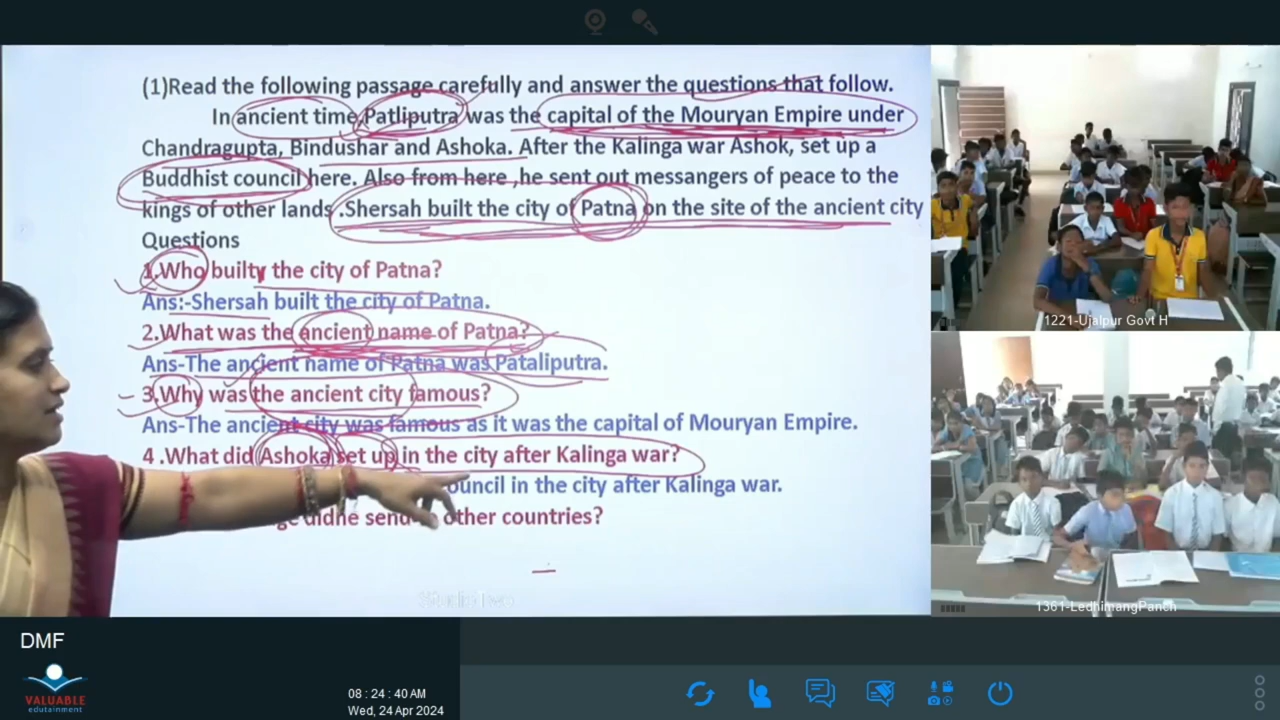 (1)Read the following passage carefully and answer the questions that follow.
In ancient time,Patliputra was the capital of the Mouryan Empire under
Chandragupta, Bindushar and Ashoka. After the Kalinga war Ashok, set up a
Buddhist council here. Also from here ,he sent out messangers of peace to the
kings of other lands .Shersah built the city of Patna on the site of the ancient city
Questions
1.Who builty the city of Patna?
Ans:-Shersah built the city of Patna.
2.What was the ancient name of Patna?
Ans-The ancient name of Patna was Pataliputra.
3.Why was the ancient city famous?
Ans-The ancient city was famous as it was the capital of Mouryan Empire.
4 .What did Ashoka set up in the city after Kalinga war?
ouncil in the city after Kalinga war.
ge didhe send other countries?
1221-Ujalpur Govt H
1361-LedhimangPanch
DMF
VALUABLE
edutainment
08 : 24 : 40 AM
Wed, 24 Apr 2024